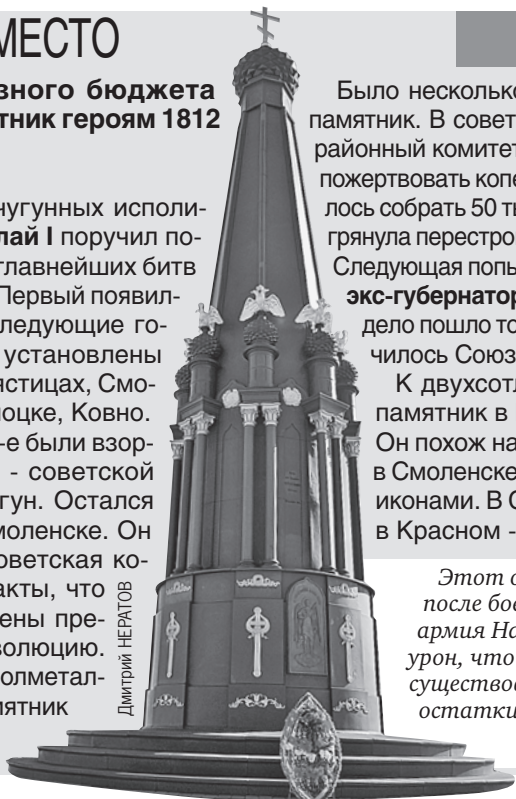 МЕСТО
зного бюджета
тник героям 1812
чугунных исполи-
лай I поручил по-
главнейших битв
Первый появил-
ледующие го-
установлены
ястицах, Смо-
лоцке, Ковно.
-е были взор-
- советской
гун. Остался
моленске. Он
оветская ко-
акты, что
ены пре-
волюцию.
олметал-
мятник
Дмитрий НЕРАТОВ
Было несколько
памятник. В совет
районный комитет
пожертвовать копе
лось собрать 50 ты
грянула перестро
Следующая попы
экс-губернатор
дело пошло то
чилось Союз
К двухсотл
памятник в
Он похож на
в Смоленске
иконами. В С
в Красном -
Этот о
после бое
армия На
урон, что
существов
остатки